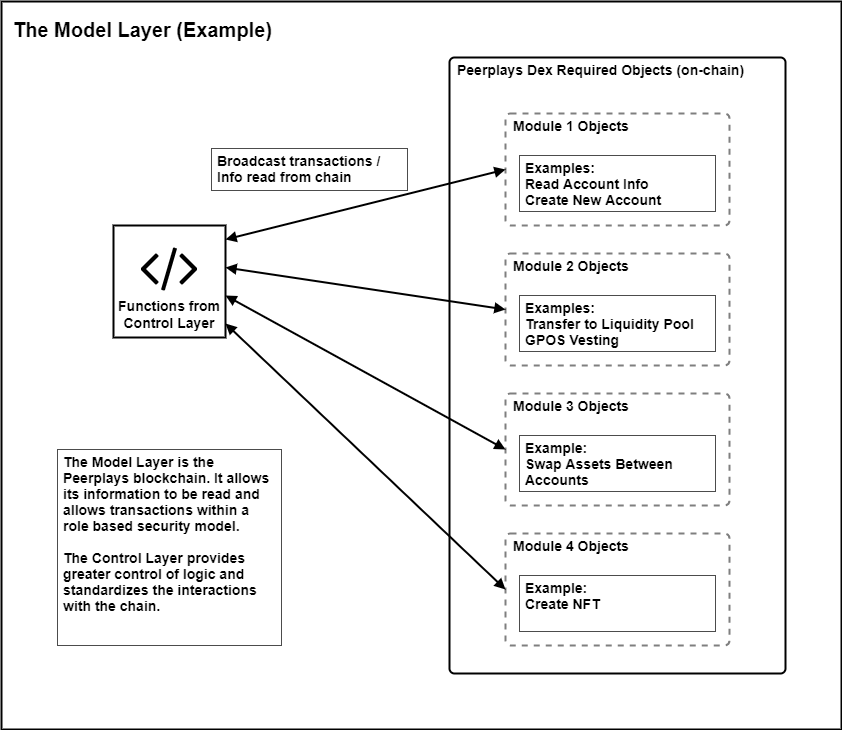 The Model Layer (Example)
Peerplays Dex Required Objects (on-chain)
Module 1 Objects
Examples:
Read Account Info
Create New Account
Broadcast transactions /
Info read from chain
</>
Functions from
Control Layer
Module 2 Objects
Examples:
Transfer to Liquidity Pool
GPOS Vesting
Module 3 Objects
Example:
Swap Assets Between
Accounts
The Model Layer is the
Peerplays blockchain. It allows
its information to be read and
allows transactions within a
role based security model.
The Control Layer provides
greater control of logic and
standardizes the interactions
with the chain.
Module 4 Objects
Example:
Create NFT